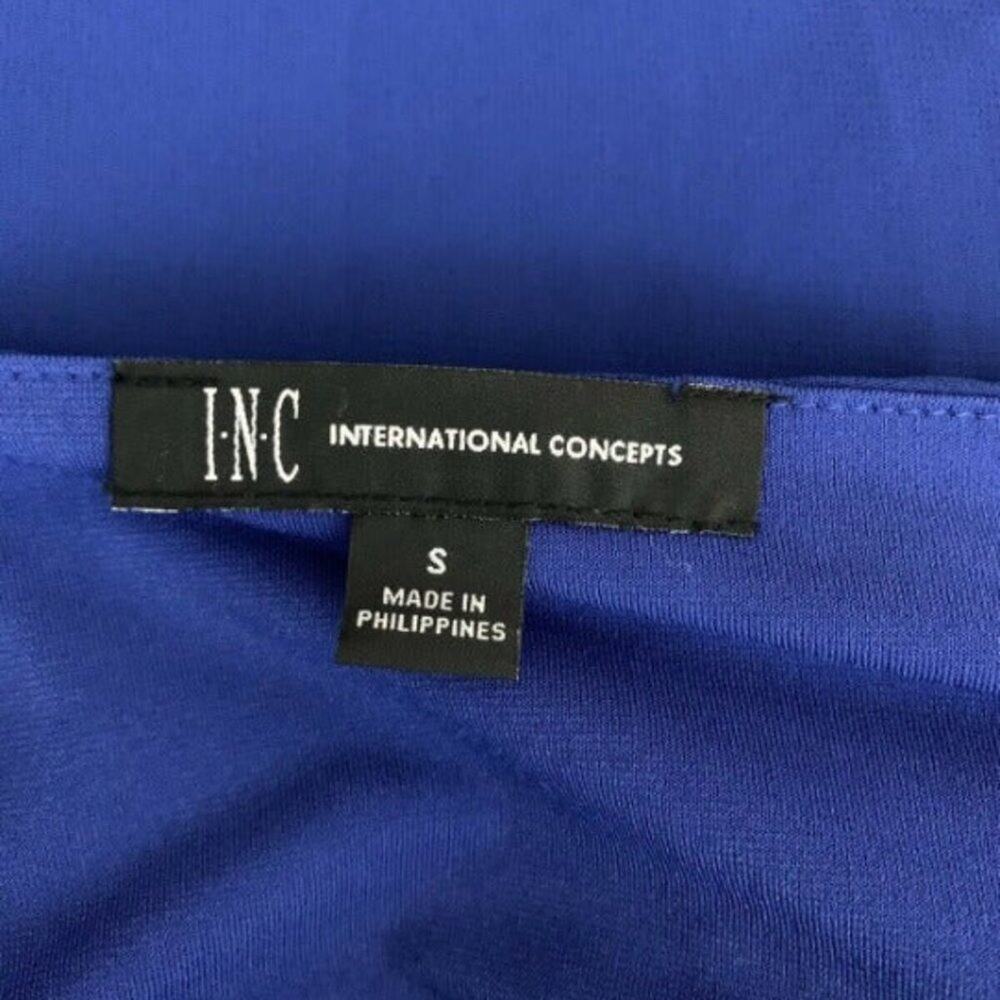 I·N·C INTERNATIONAL CONCEPTS
S
MADE IN
PHILIPPINES